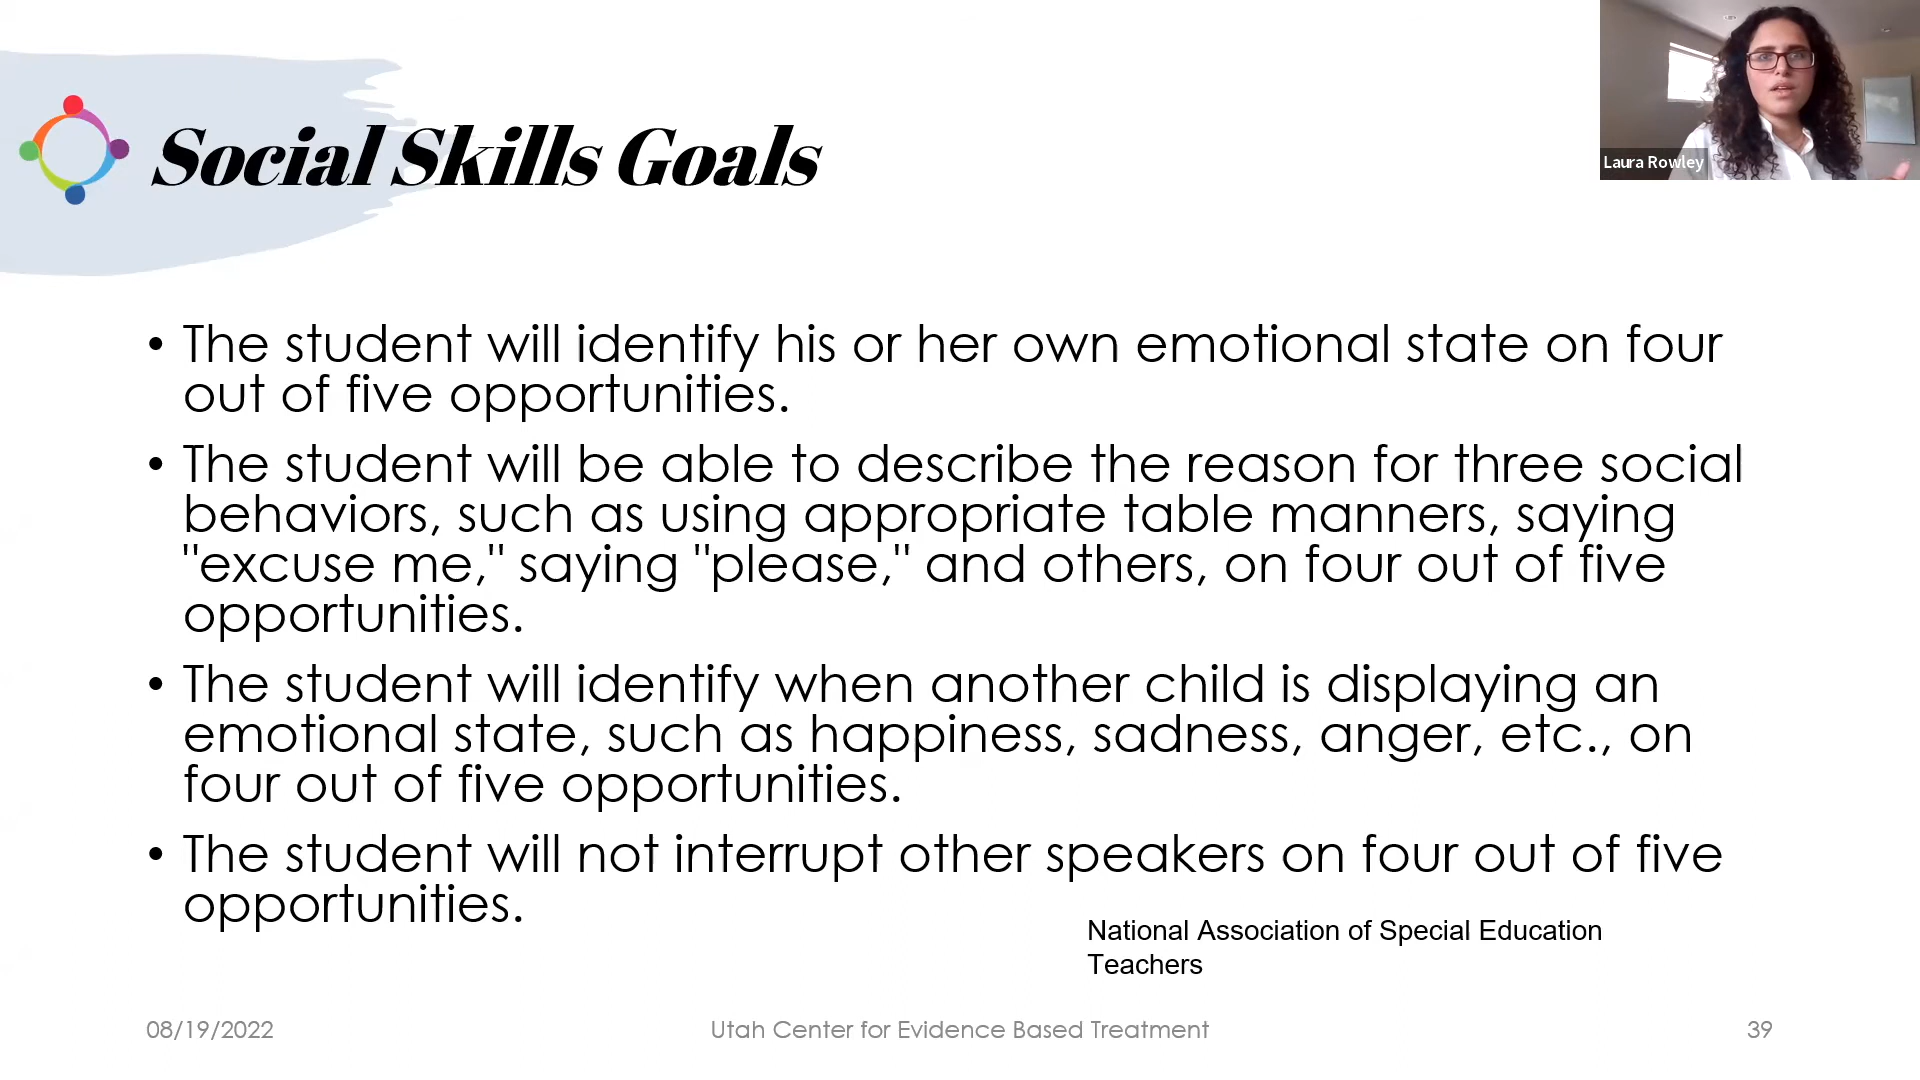 Social Skills Goals
Laura Rowley
• The student will identify his or her own emotional state on four
out of five opportunities.
• The student will be able to describe the reason for three social
behaviors, such as using appropriate table manners, saying
"excuse me," saying "please," and others, on four out of five
opportunities.
• The student will identify when another child is displaying an
emotional state, such as happiness, sadness, anger, etc., on
four out of five opportunities.
• The student will not interrupt other speakers on four out of five
opportunities.
National Association of Special Education
Teachers
08/19/2022
Utah Center for Evidence Based Treatment
39